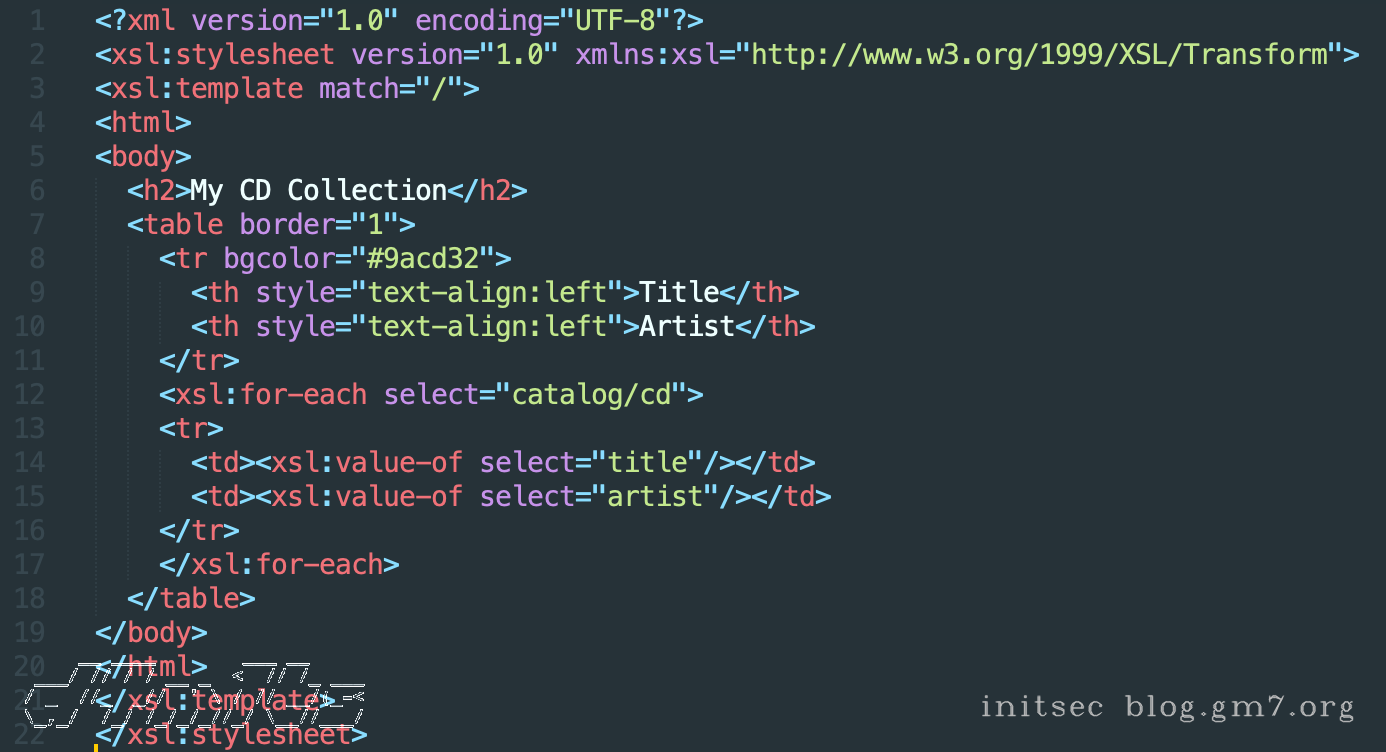 1 <?xml version="1.0" encoding="UTF-8"?>
2 <xsl:stylesheet version="1.0" xmlns:xsl="http://www.w3.org/1999/XSL/Transform">
3 <xsl:template match="/">
4 <html>
5 <body>
6   <h2>My CD Collection</h2>
7   <table border="1">
8     <tr bgcolor="#9acd32">
9       <th style="text-align:left">Title</th>
10       <th style="text-align:left">Artist</th>
11     </tr>
12     <xsl:for-each select="catalog/cd">
13     <tr>
14       <td><xsl:value-of select="title"/></td>
15       <td><xsl:value-of select="artist"/></td>
16     </tr>
17     </xsl:for-each>
18   </table>
19 </body>
20 </html>
21 </xsl:template>
22 </xsl:stylesheet>
initsec blog.gm7.org